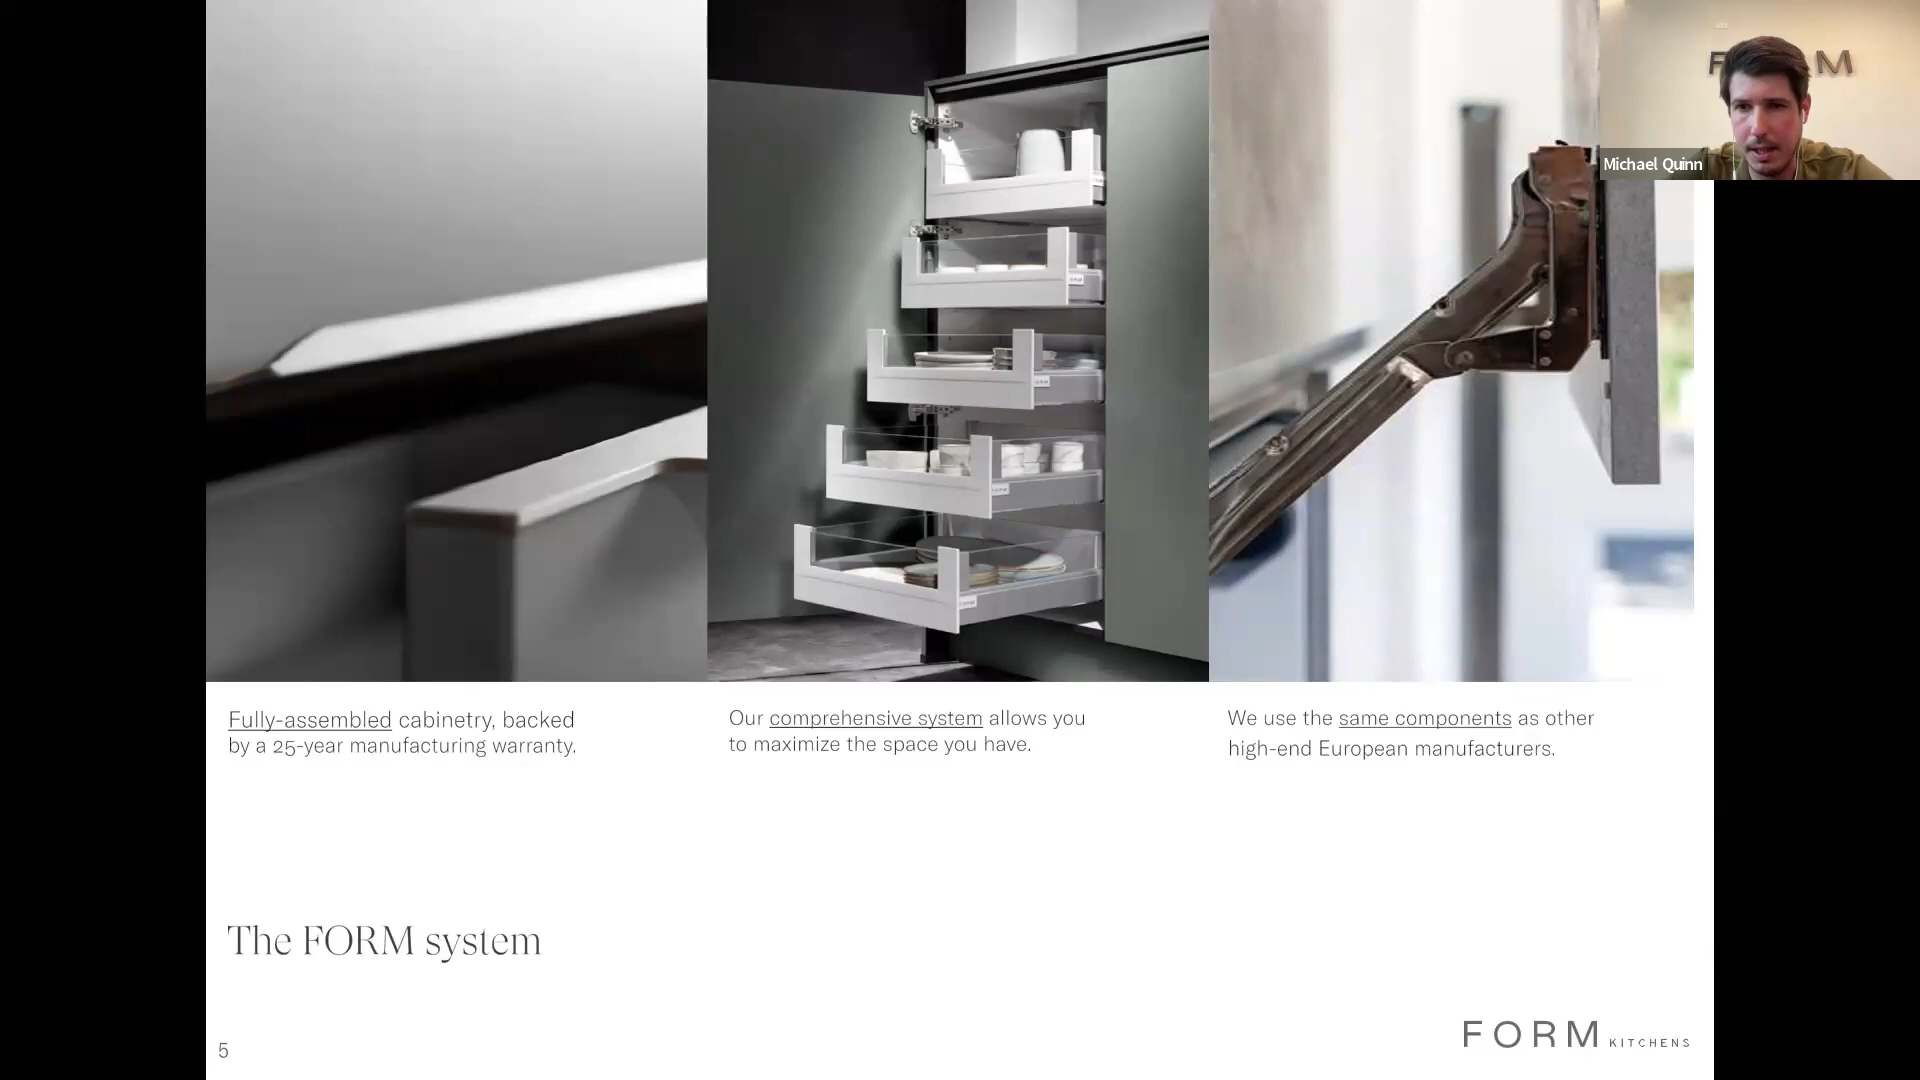 Michael Quinn
Fully-assembled cabinetry, backed
by a 25-year manufacturing warranty.
Our comprehensive system allows you
to maximize the space you have.
We use the same components as other
high-end European manufacturers.
The FORM system
5
FORM KITCHENS